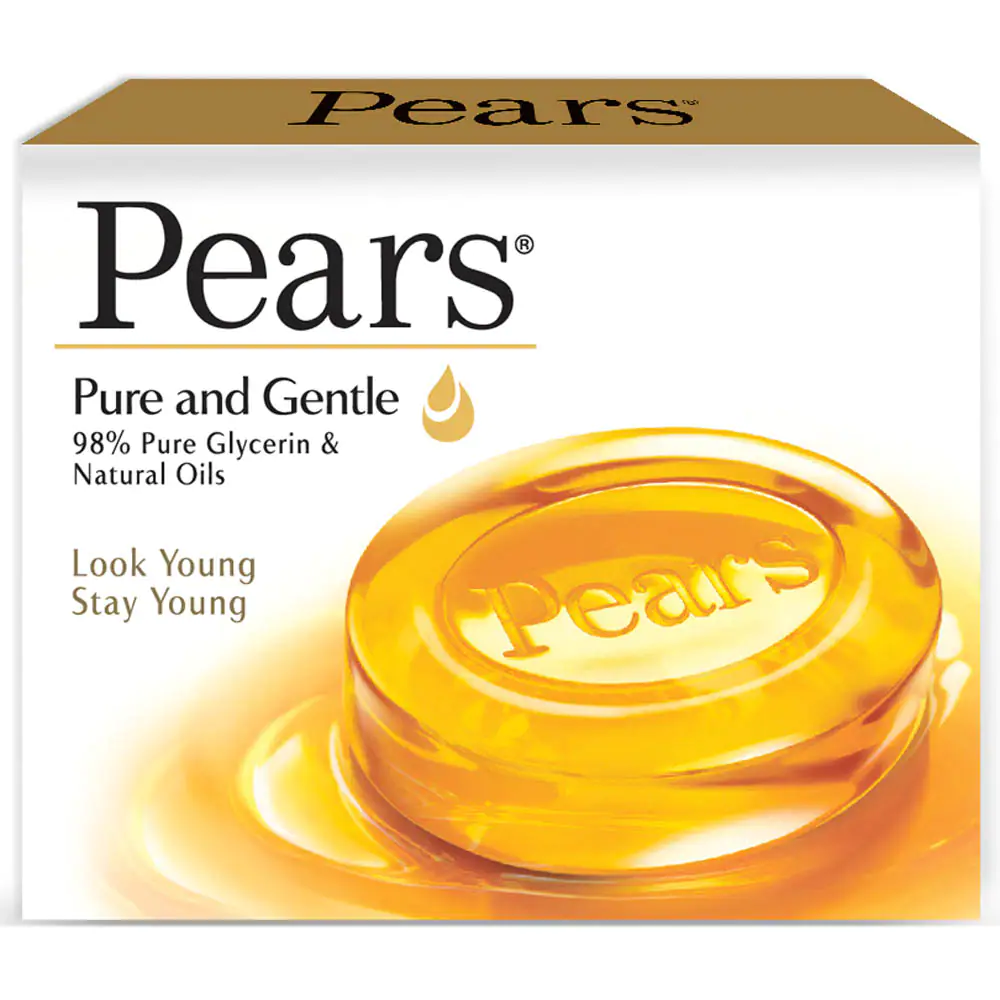 Pears®
Pears®
Pure and Gentle
98% Pure Glycerin &
Natural Oils
Look Young
Stay Young
Pears